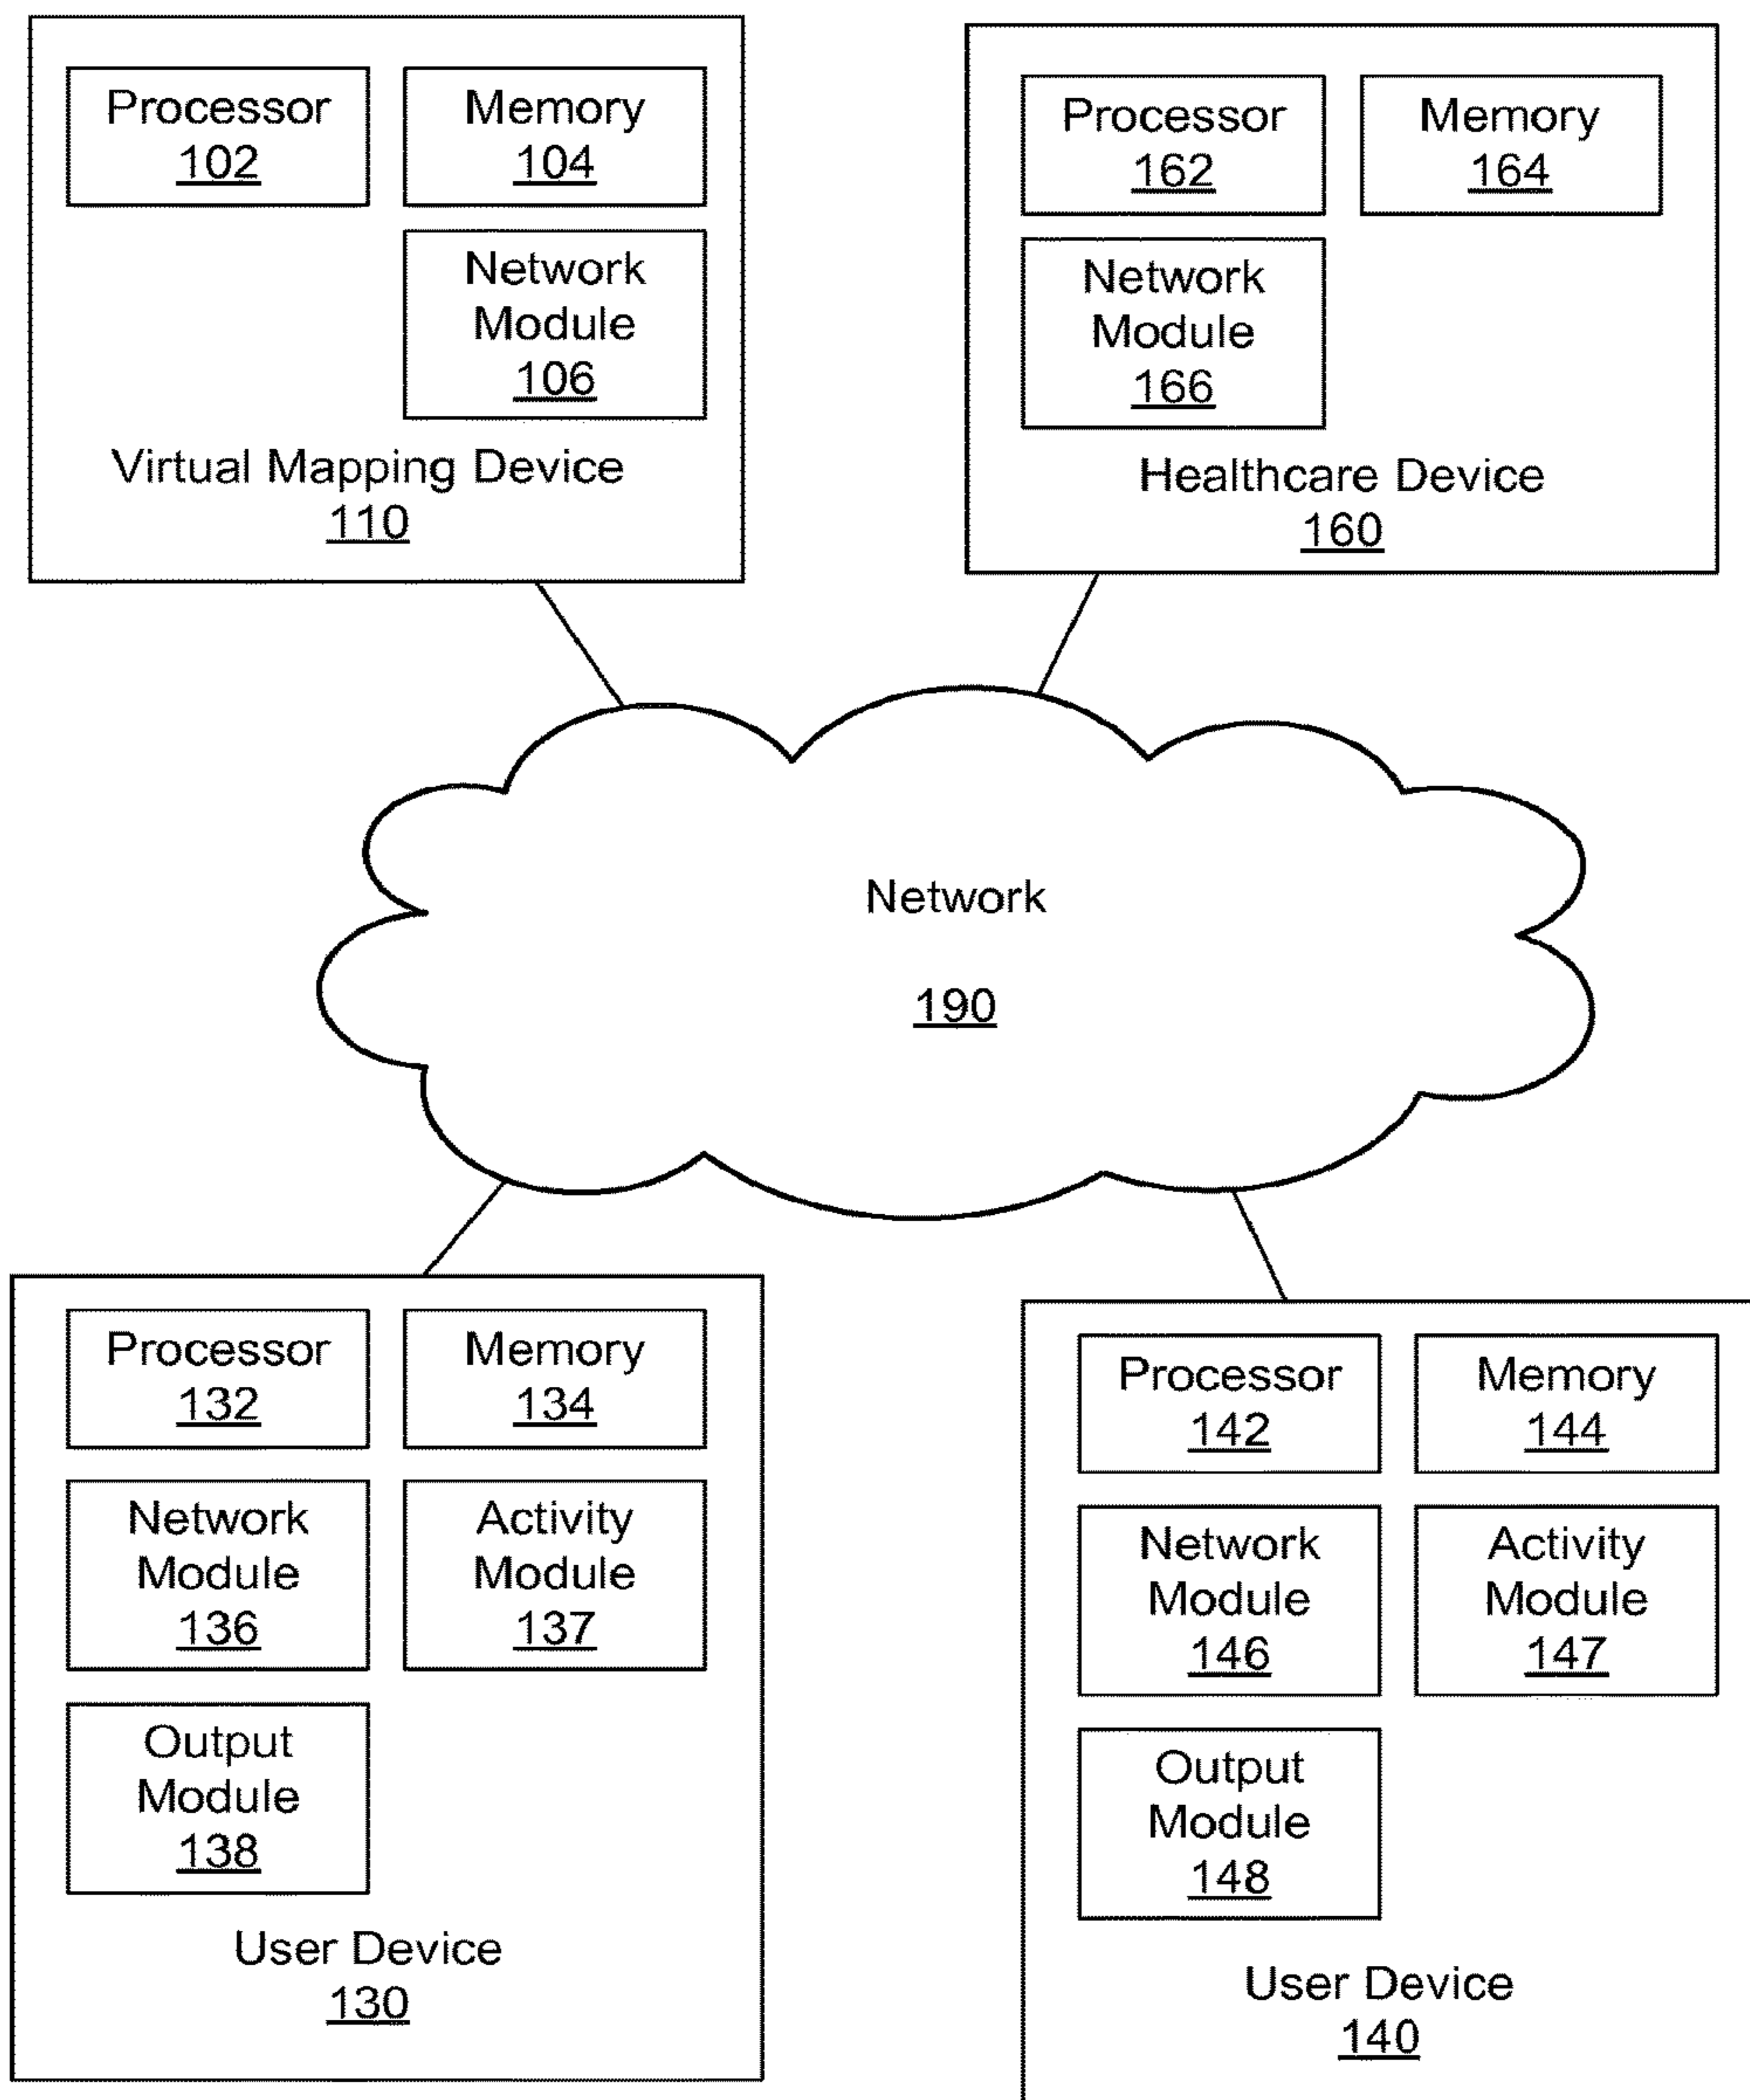 Processor
102
Memory
104
Network
Module
106
Virtual Mapping Device
110
Processor
162
Memory
164
Network
Module
166
Healthcare Device
160
Network
190
Processor
132
Memory
134
Network
Module
136
Activity
Module
137
Output
Module
138
User Device
130
Processor
142
Memory
144
Network
Module
146
Activity
Module
147
Output
Module
148
User Device
140